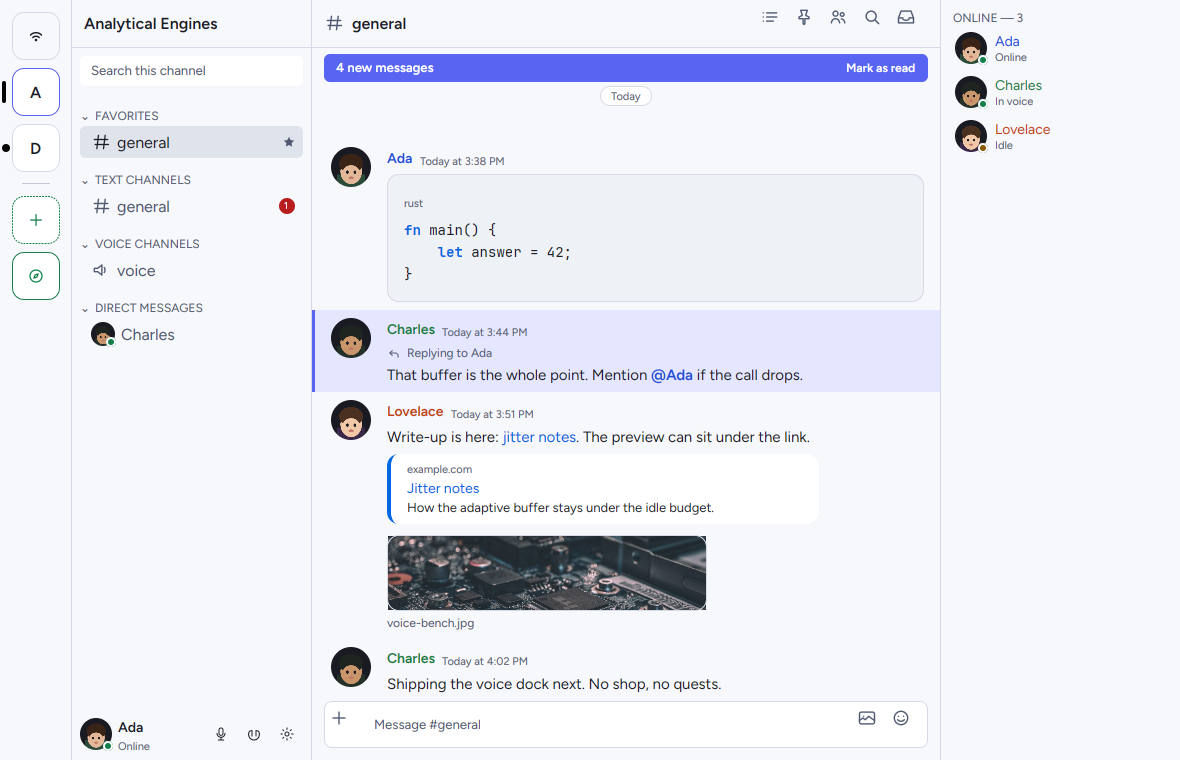 A
D
Analytical Engines
Search this channel
FAVORITES
general
TEXT CHANNELS
general
1
VOICE CHANNELS
voice
DIRECT MESSAGES
Charles
Ada
Online
# general
4 new messages
Mark as read
Today
Ada Today at 3:38 PM
rust
fn main() {
    let answer = 42;
}
Charles Today at 3:44 PM
Replying to Ada
That buffer is the whole point. Mention @Ada if the call drops.
Lovelace Today at 3:51 PM
Write-up is here: jitter notes. The preview can sit under the link.
example.com
Jitter notes
How the adaptive buffer stays under the idle budget.
voice-bench.jpg
Charles Today at 4:02 PM
Shipping the voice dock next. No shop, no quests.
Message #general
ONLINE — 3
Ada
Online
Charles
In voice
Lovelace
Idle